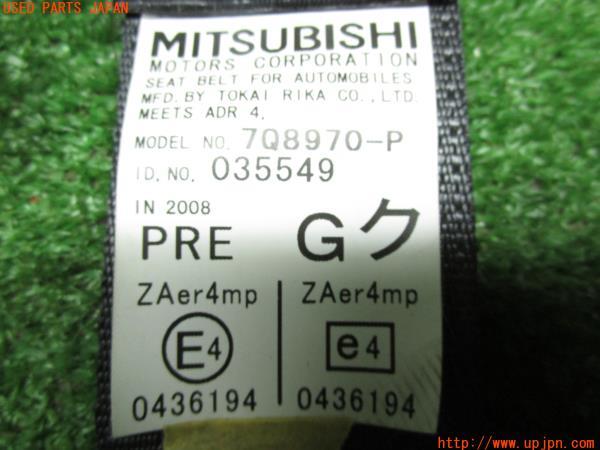 USED PARTS JAPAN
MITSUBISHI
MOTORS CORPORATION
SEAT BELT FOR AUTOMOBILES
MFD. BY TOKAI RIKA CO., LTD.
MEETS ADR 4,
MODEL NO. 7Q8970-P
ID. NO. 035549
IN 2008
PRE Gク
ZAer4mp ZAer4mp
E4 e4
0436194 0436194
http://www.upjpn.com